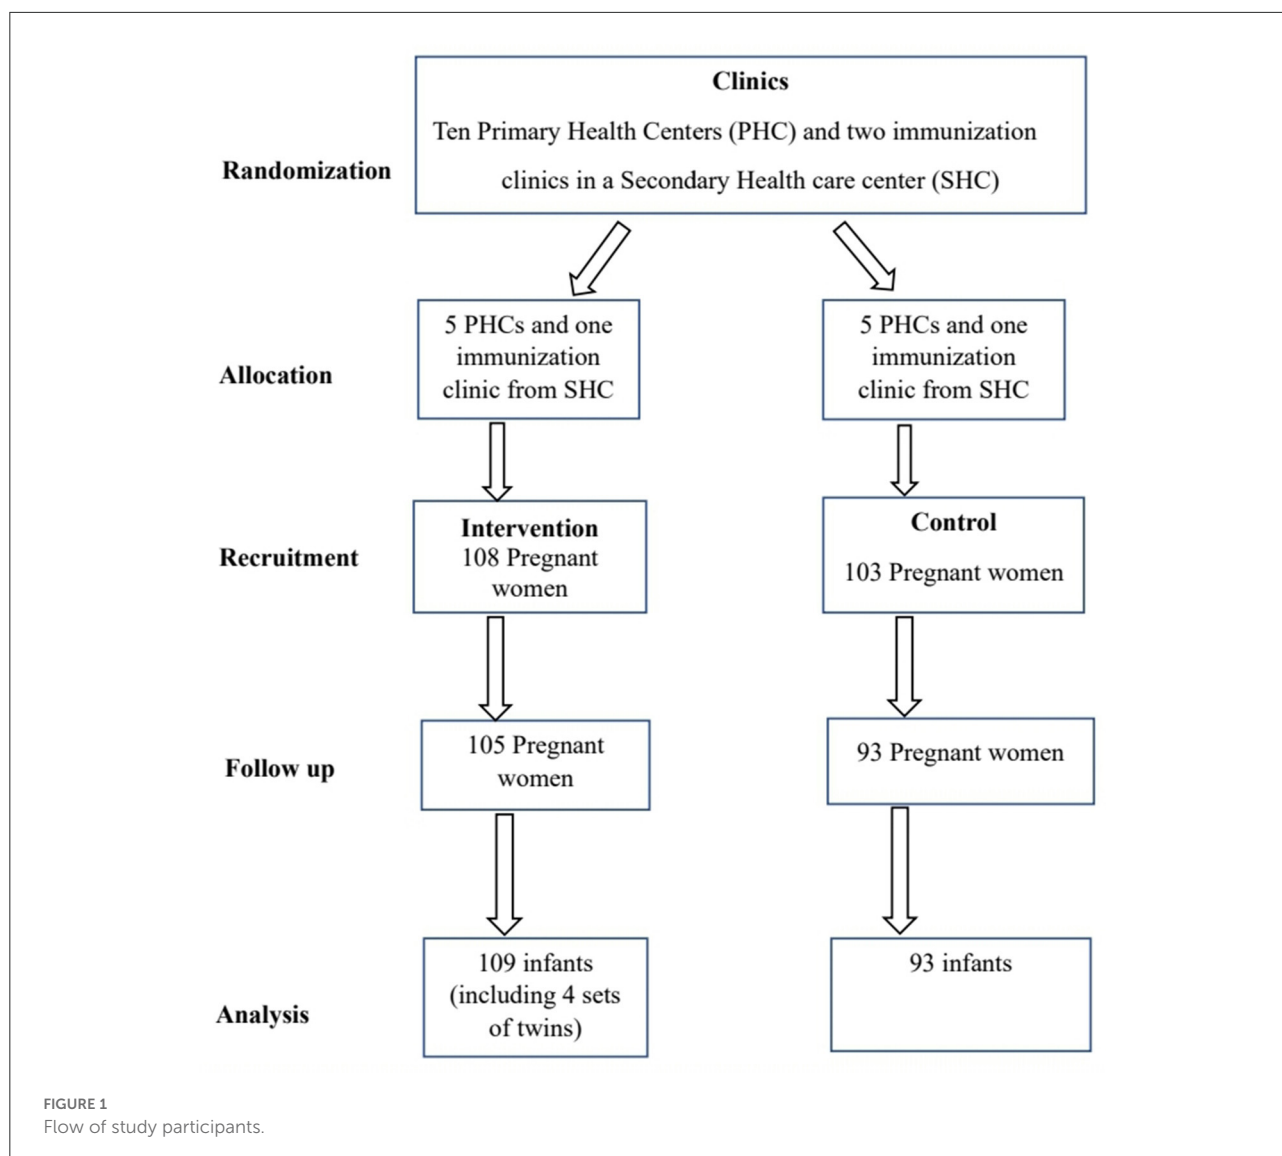 Clinics
Ten Primary Health Centers (PHC) and two immunization
clinics in a Secondary Health care center (SHC)
Randomization
5 PHCs and one
immunization
clinic from SHC
5 PHCs and one
immunization
clinic from SHC
Allocation
Intervention
108 Pregnant
women
Control
103 Pregnant women
Recruitment
105 Pregnant
women
93 Pregnant women
Follow up
109 infants
(including 4 sets
of twins)
93 infants
Analysis
FIGURE 1
Flow of study participants.